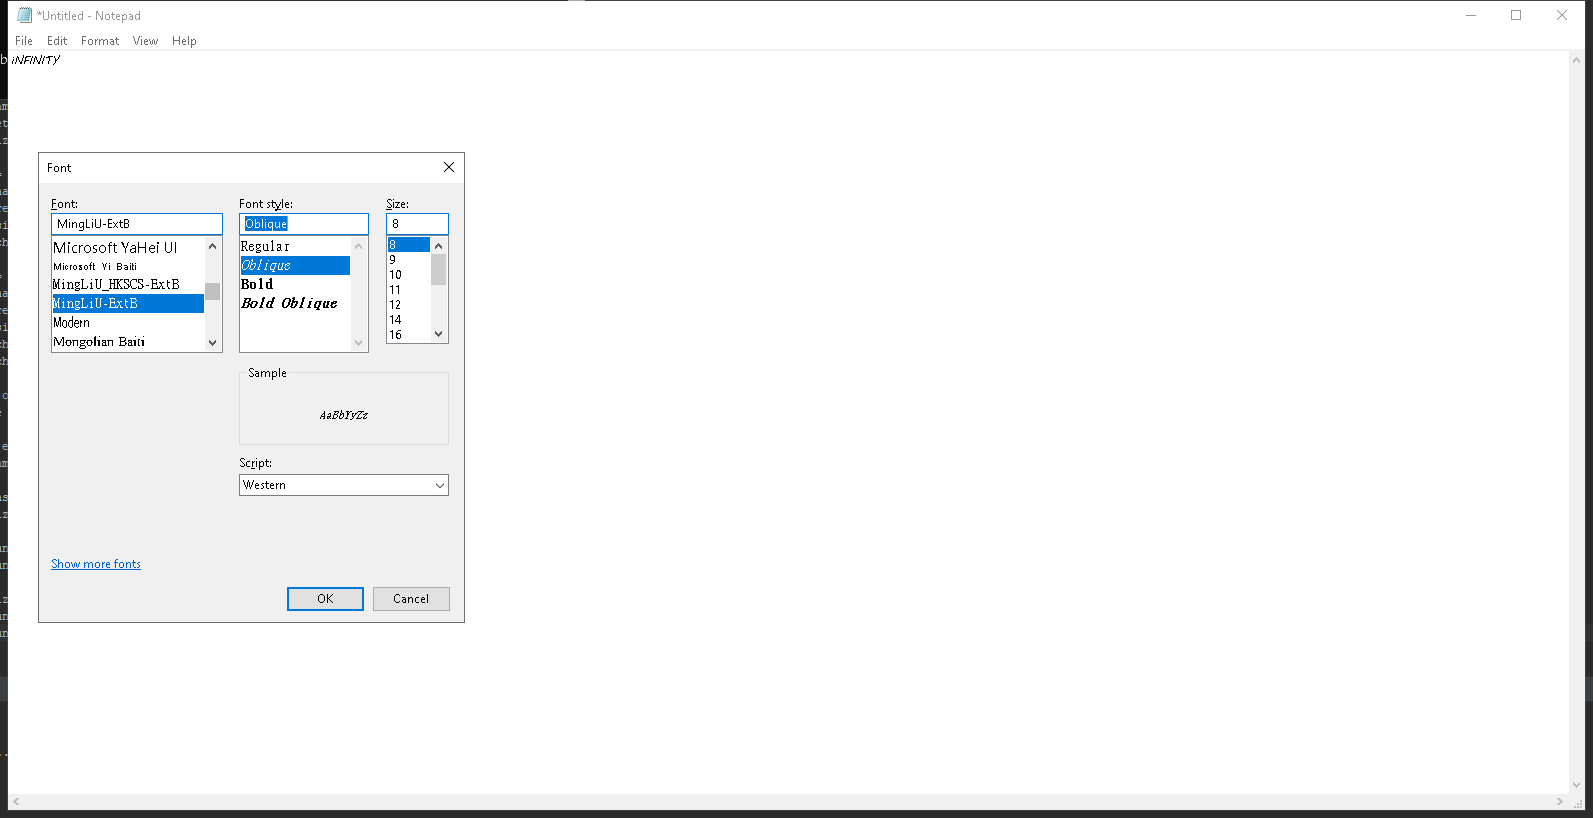 *Untitled - Notepad
File Edit Format View Help
iNFINITY
Font
Font: Font style: Size:
MingLiU-ExtB Oblique 8
Microsoft YaHei UI Regular 8
Microsoft Yi Baiti Oblique 9
MingLiU_HKSCS-ExtB Bold 10
MingLiU-ExtB Bold Oblique 11
Modern 12
Mongolian Baiti 14
16
Sample
AaBbYyZz
Script:
Western
Show more fonts
OK Cancel